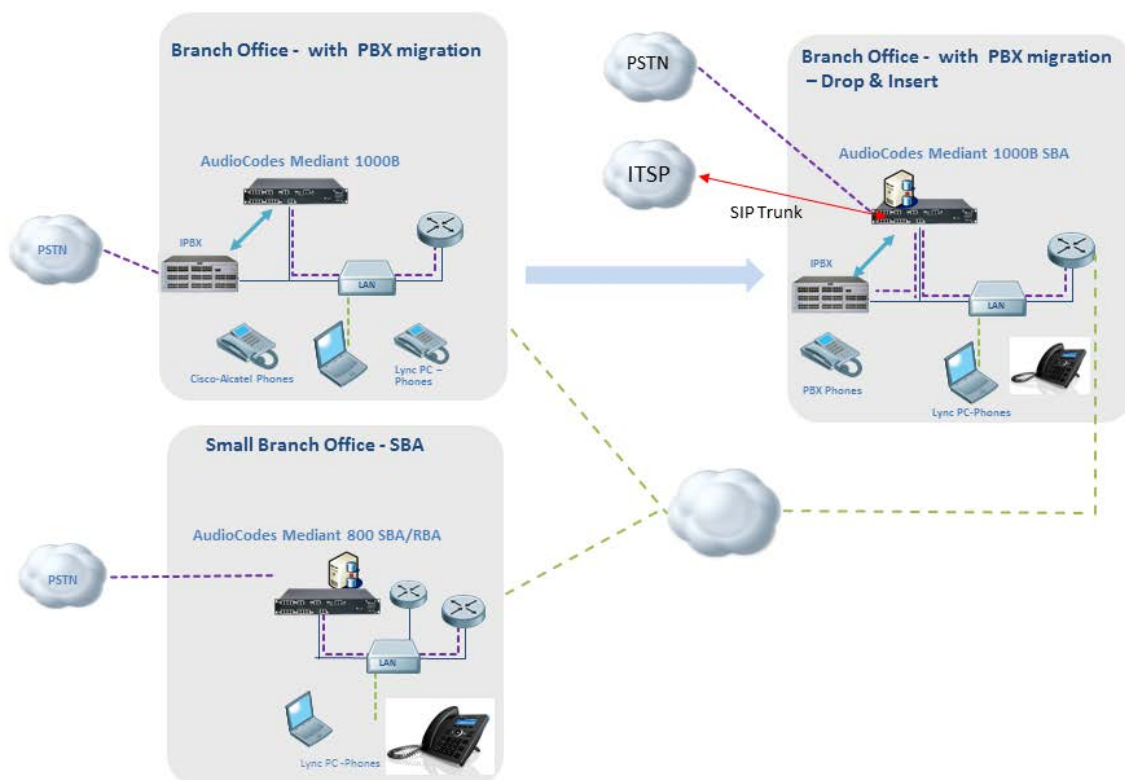 Branch Office - with PBX migration
AudioCodes Mediant 1000B
PSTN
IPBX
LAN
Cisco-Alcatel Phones
Lync PC –
Phones
PSTN
ITSP
SIP Trunk
Branch Office - with PBX migration
– Drop & Insert
AudioCodes Mediant 1000B SBA
IPBX
LAN
PBX Phones
Lync PC-Phones
Small Branch Office - SBA
AudioCodes Mediant 800 SBA/RBA
PSTN
LAN
Lync PC -Phones